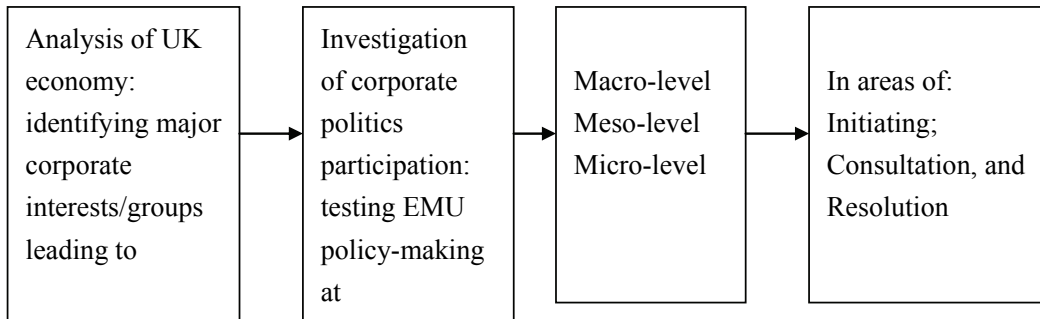 Analysis of UK
economy:
identifying major
corporate
interests/groups
leading to
Investigation
of corporate
politics
participation:
testing EMU
policy-making
at
Macro-level
Meso-level
Micro-level
In areas of:
Initiating;
Consultation, and
Resolution